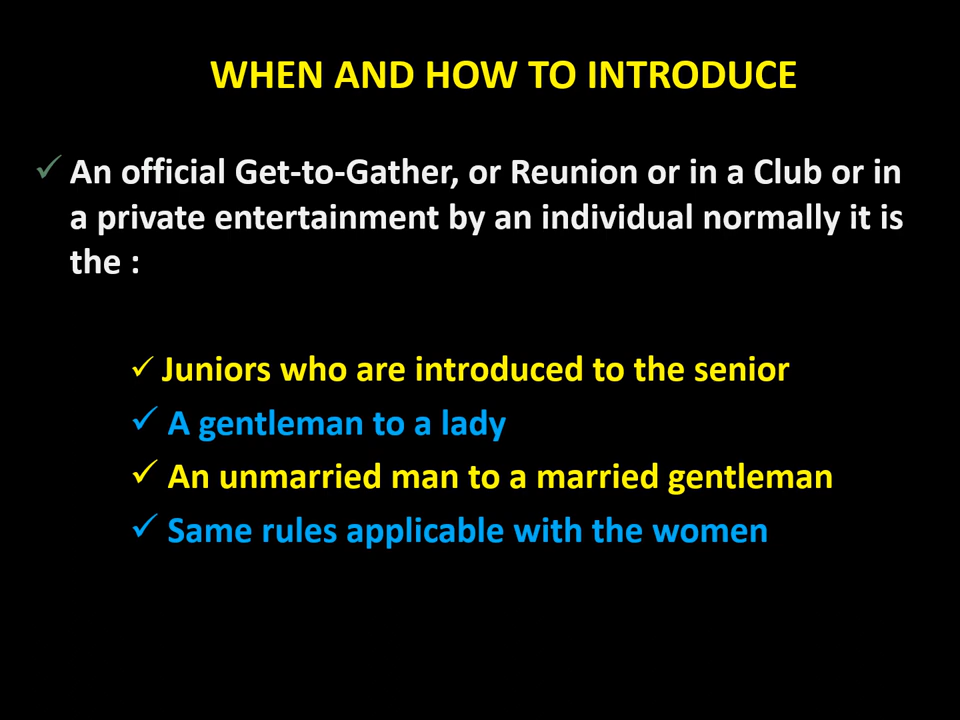 WHEN AND HOW TO INTRODUCE
✓ An official Get-to-Gather, or Reunion or in a Club or in
a private entertainment by an individual normally it is
the :
✓ Juniors who are introduced to the senior
✓ A gentleman to a lady
✓ An unmarried man to a married gentleman
✓ Same rules applicable with the women